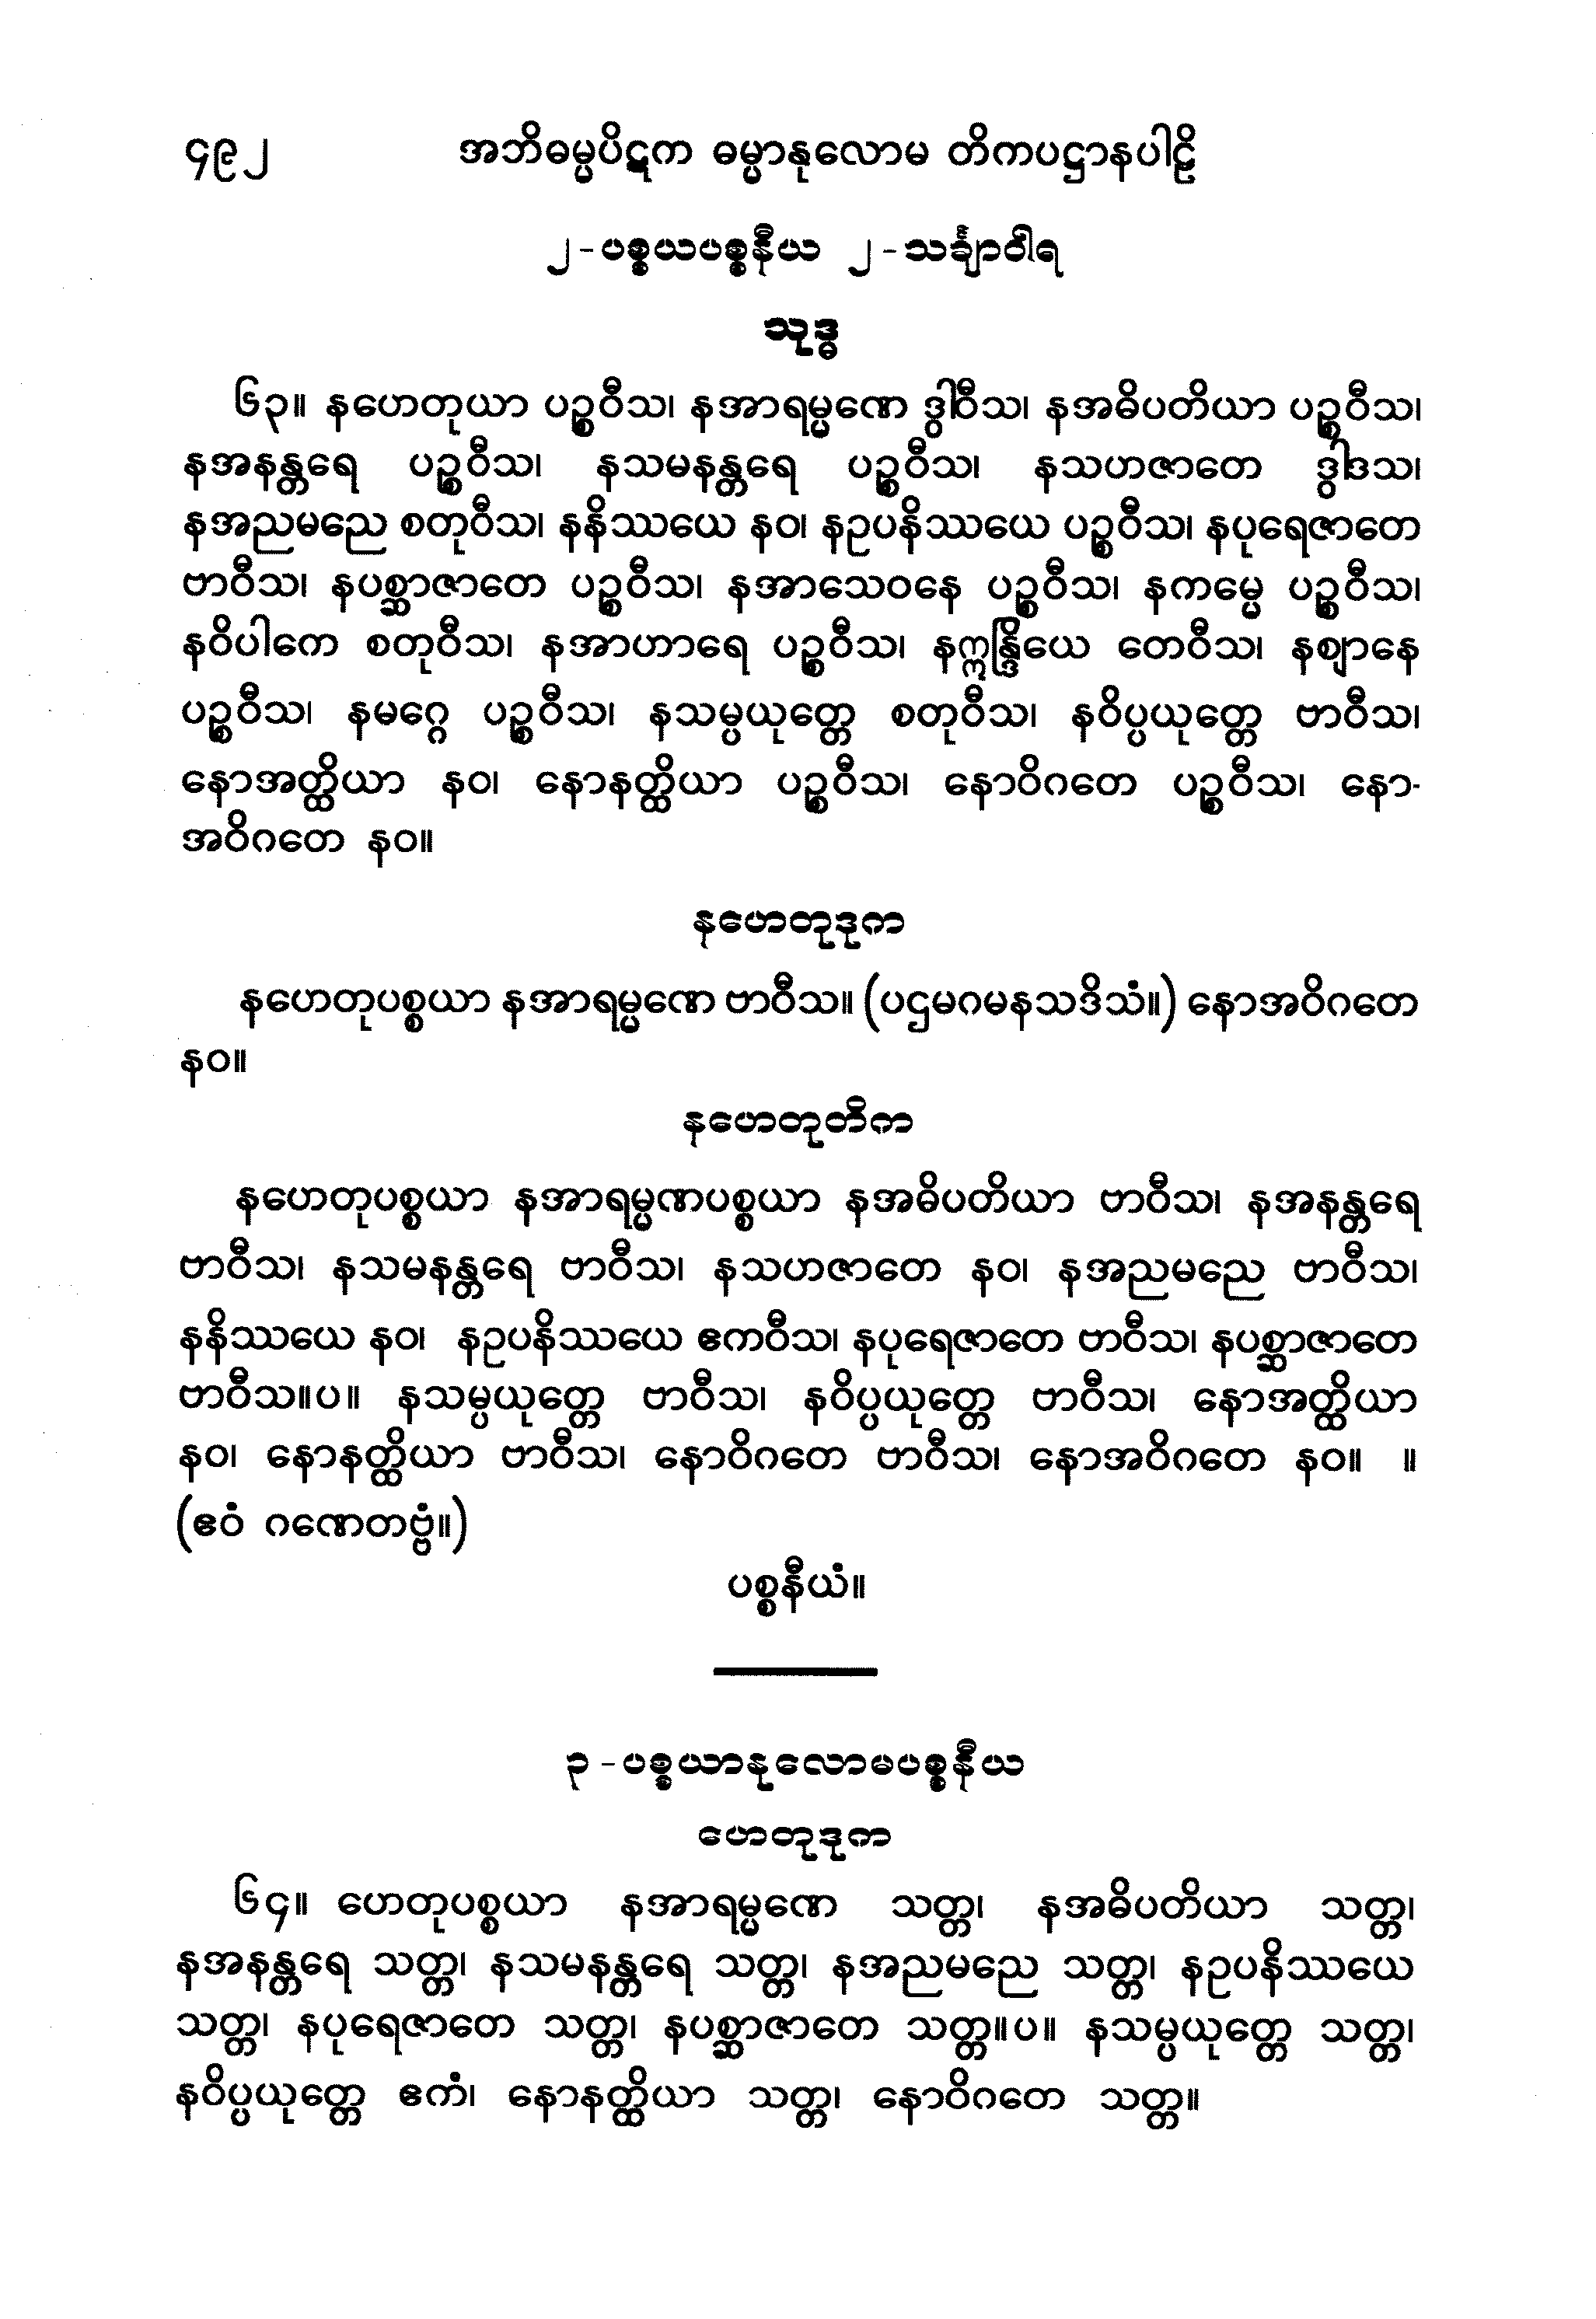 ၄၉၂ အဘိဓမ္မပိဋက ဓမ္မာနုလောမ တိကပဋ္ဌာနပါဠိ
၂-ပစ္စယပစ္စနီယ ၂-သင်္ချာဝါရ
သုဒ္ဓ
၆၃။ နဟေတုယာ ပဉ္စဝီသ၊ နအာရမ္မဏေ ဒွါဝီသ၊ နအဓိပတိယာ ပဉ္စဝီသ၊
နအနန္တရေ ပဉ္စဝီသ၊ နသမနန္တရေ ပဉ္စဝီသ၊ နသဟဇာတေ ဒွါဒသ၊
နအညမညေ စတုဝီသ၊ နနိဿယေ နဝ၊ နဥပနိဿယေ ပဉ္စဝီသ၊ နပုရေဇာတေ
ဗာဝီသ၊ နပစ္ဆာဇာတေ ပဉ္စဝီသ၊ နအာသေဝနေ ပဉ္စဝီသ၊ နကမ္မေ ပဉ္စဝီသ၊
နဝိပါကေ စတုဝီသ၊ နအာဟာရေ ပဉ္စဝီသ၊ နဣန္ဒြိယေ တေဝီသ၊ နဈာနေ
ပဉ္စဝီသ၊ နမဂ္ဂေ ပဉ္စဝီသ၊ နသမ္ပယုတ္တေ စတုဝီသ၊ နဝိပ္ပယုတ္တေ ဗာဝီသ၊
နောအတ္ထိယာ နဝ၊ နောနတ္ထိယာ ပဉ္စဝီသ၊ နောဝိဂတေ ပဉ္စဝီသ၊ နော-
အဝိဂတေ နဝ။
နဟေတုဒုက
နဟေတုပစ္စယာ နအာရမ္မဏေ ဗာဝီသ။ (ပဌမဂမနသဒိသံ။) နောအဝိဂတေ
နဝ။
နဟေတုတိက
နဟေတုပစ္စယာ နအာရမ္မဏပစ္စယာ နအဓိပတိယာ ဗာဝီသ၊ နအနန္တရေ
ဗာဝီသ၊ နသမနန္တရေ ဗာဝီသ၊ နသဟဇာတေ နဝ၊ နအညမညေ ဗာဝီသ၊
နနိဿယေ နဝ၊ နဥပနိဿယေ ဧကဝီသ၊ နပုရေဇာတေ ဗာဝီသ၊ နပစ္ဆာဇာတေ
ဗာဝီသ။ပ။ နသမ္ပယုတ္တေ ဗာဝီသ၊ နဝိပ္ပယုတ္တေ ဗာဝီသ၊ နောအတ္ထိယာ
နဝ၊ နောနတ္ထိယာ ဗာဝီသ၊ နောဝိဂတေ ဗာဝီသ၊ နောအဝိဂတေ နဝ။ ။
(ဧဝံ ဂဏေတဗ္ဗံ။)
ပစ္စနီယံ။
၃-ပစ္စယာနုလောမပစ္စနီယ
ဟေတုဒုက
၆၄။ ဟေတုပစ္စယာ နအာရမ္မဏေ သတ္တ၊ နအဓိပတိယာ သတ္တ၊
နအနန္တရေ သတ္တ၊ နသမနန္တရေ သတ္တ၊ နအညမညေ သတ္တ၊ နဥပနိဿယေ
သတ္တ၊ နပုရေဇာတေ သတ္တ၊ နပစ္ဆာဇာတေ သတ္တ။ပ။ နသမ္ပယုတ္တေ သတ္တ၊
နဝိပ္ပယုတ္တေ ဧကံ၊ နောနတ္ထိယာ သတ္တ၊ နောဝိဂတေ သတ္တ။